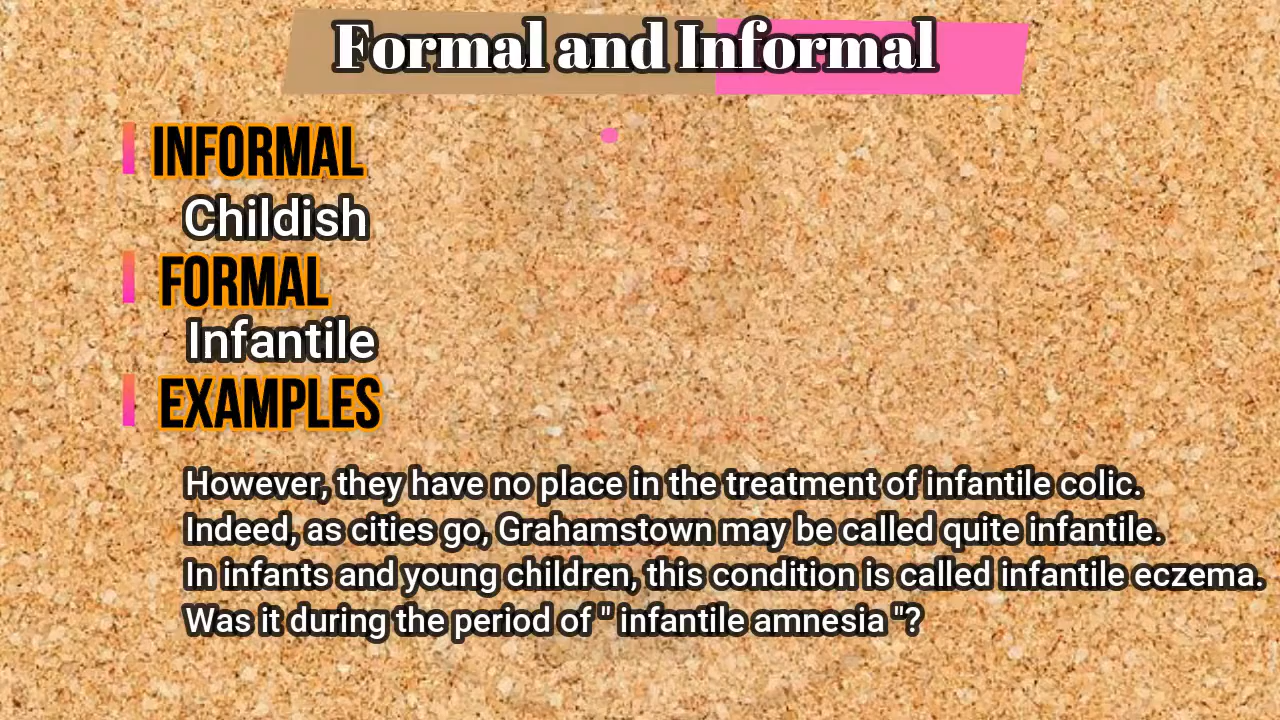 Formal and Informal
INFORMAL
Childish
FORMAL
Infantile
EXAMPLES
However, they have no place in the treatment of infantile colic.
Indeed, as cities go, Grahamstown may be called quite infantile.
In infants and young children, this condition is called infantile eczema.
Was it during the period of " infantile amnesia "?